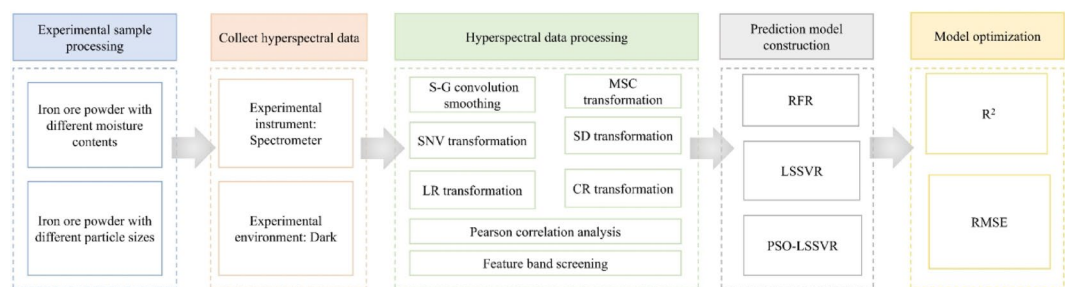 Experimental sample
processing
Iron ore powder with
different moisture
contents
Iron ore powder with
different particle sizes
Collect hyperspectral data
Experimental
instrument:
Spectrometer
Experimental
environment: Dark
Hyperspectral data processing
S-G convolution
smoothing
MSC
transformation
SNV transformation
SD transformation
LR transformation
CR transformation
Pearson correlation analysis
Feature band screening
Prediction model
construction
RFR
LSSVR
PSO-LSSVR
Model optimization
R²
RMSE